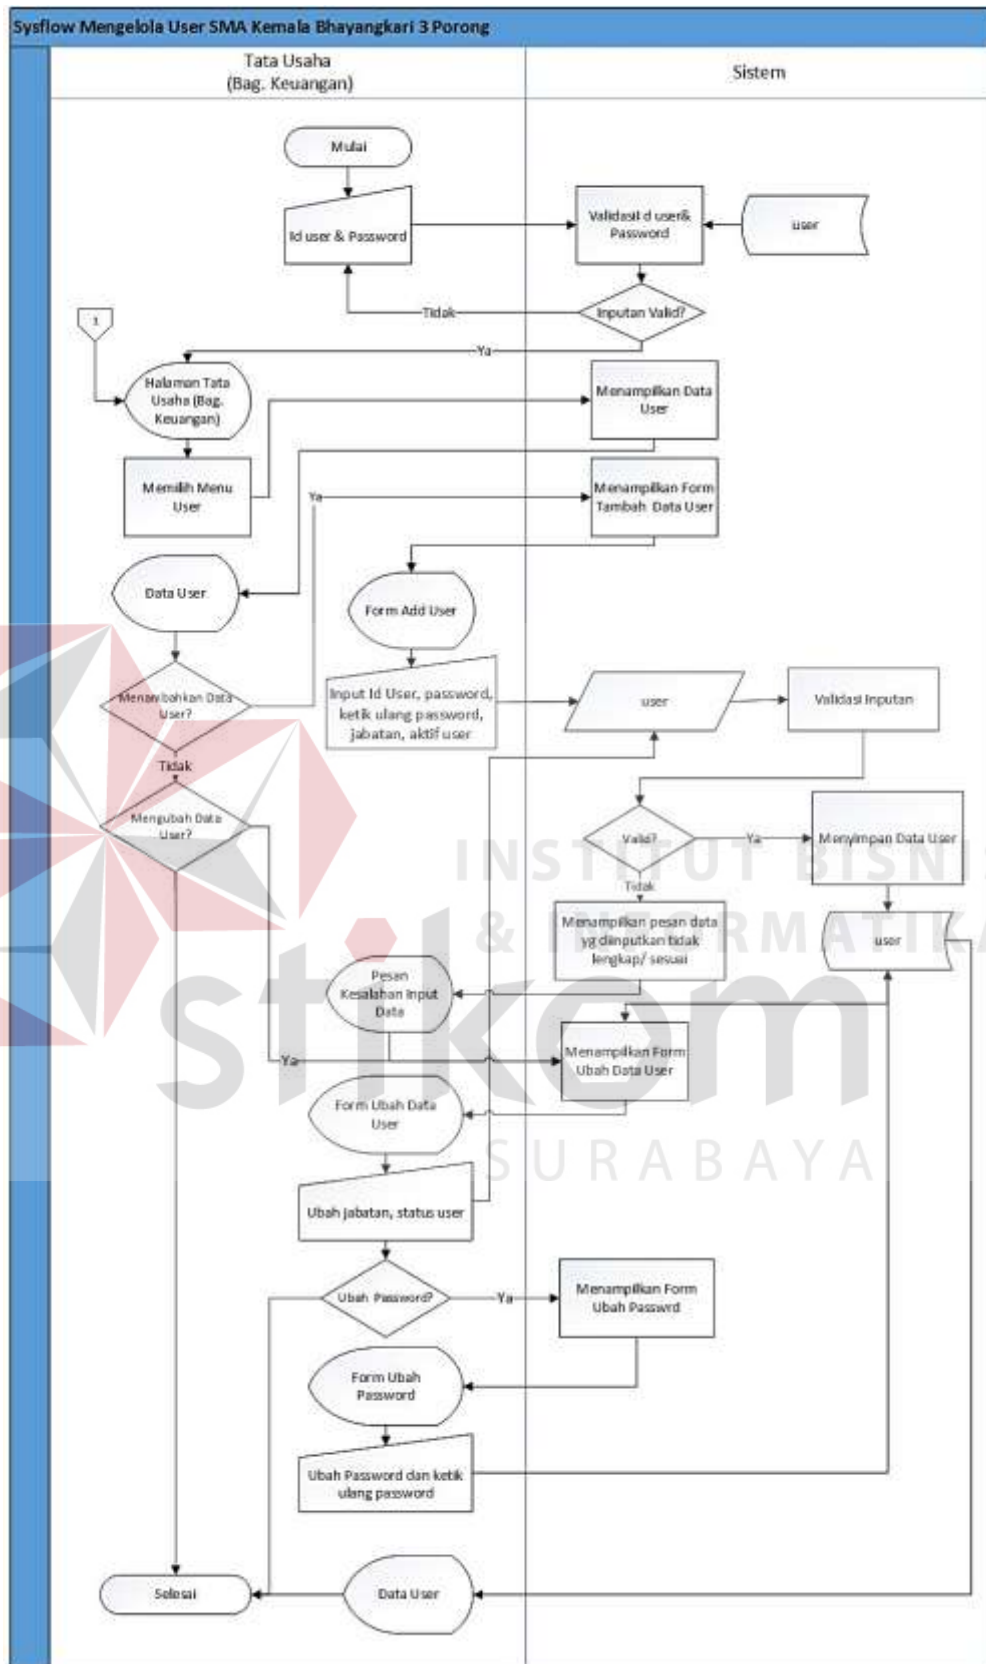 Sysflow Mengelola User SMA Kemala Bhayangkari 3 Porong
Tata Usaha
(Bag. Keuangan)
Sistem
Mulai
Id user & Password
Validasi I d user&
Password
user
Tidak
Inputan Valid?
1
Ya
Halaman Tata
Usaha (Bag.
Keuangan)
Menampilkan Data
User
Memilih Menu
User
Ya
Menampilkan Form
Tambah Data User
Data User
Form Add User
Menambahkan Data
User?
Input Id User, password,
ketik ulang password,
jabatan, aktif user
user
Validasi Inputan
Tidak
Mengubah Data
User?
Valid?
Ya
Menyimpan Data User
Tidak
Menampilkan pesan data
yg diinputkan tidak
lengkap/ sesuai
user
Pesan
Kesalahan Input
Data
Ya
Menampilkan Form
Ubah Data User
Form Ubah Data
User
Ubah jabatan, status user
Ubah Password?
Ya
Menampilkan Form
Ubah Passwrd
Form Ubah
Password
Ubah Password dan ketik
ulang password
Selesai
Data User
INSTITUT BISNIS
& INFORMATIKA
stikom
SURABAYA